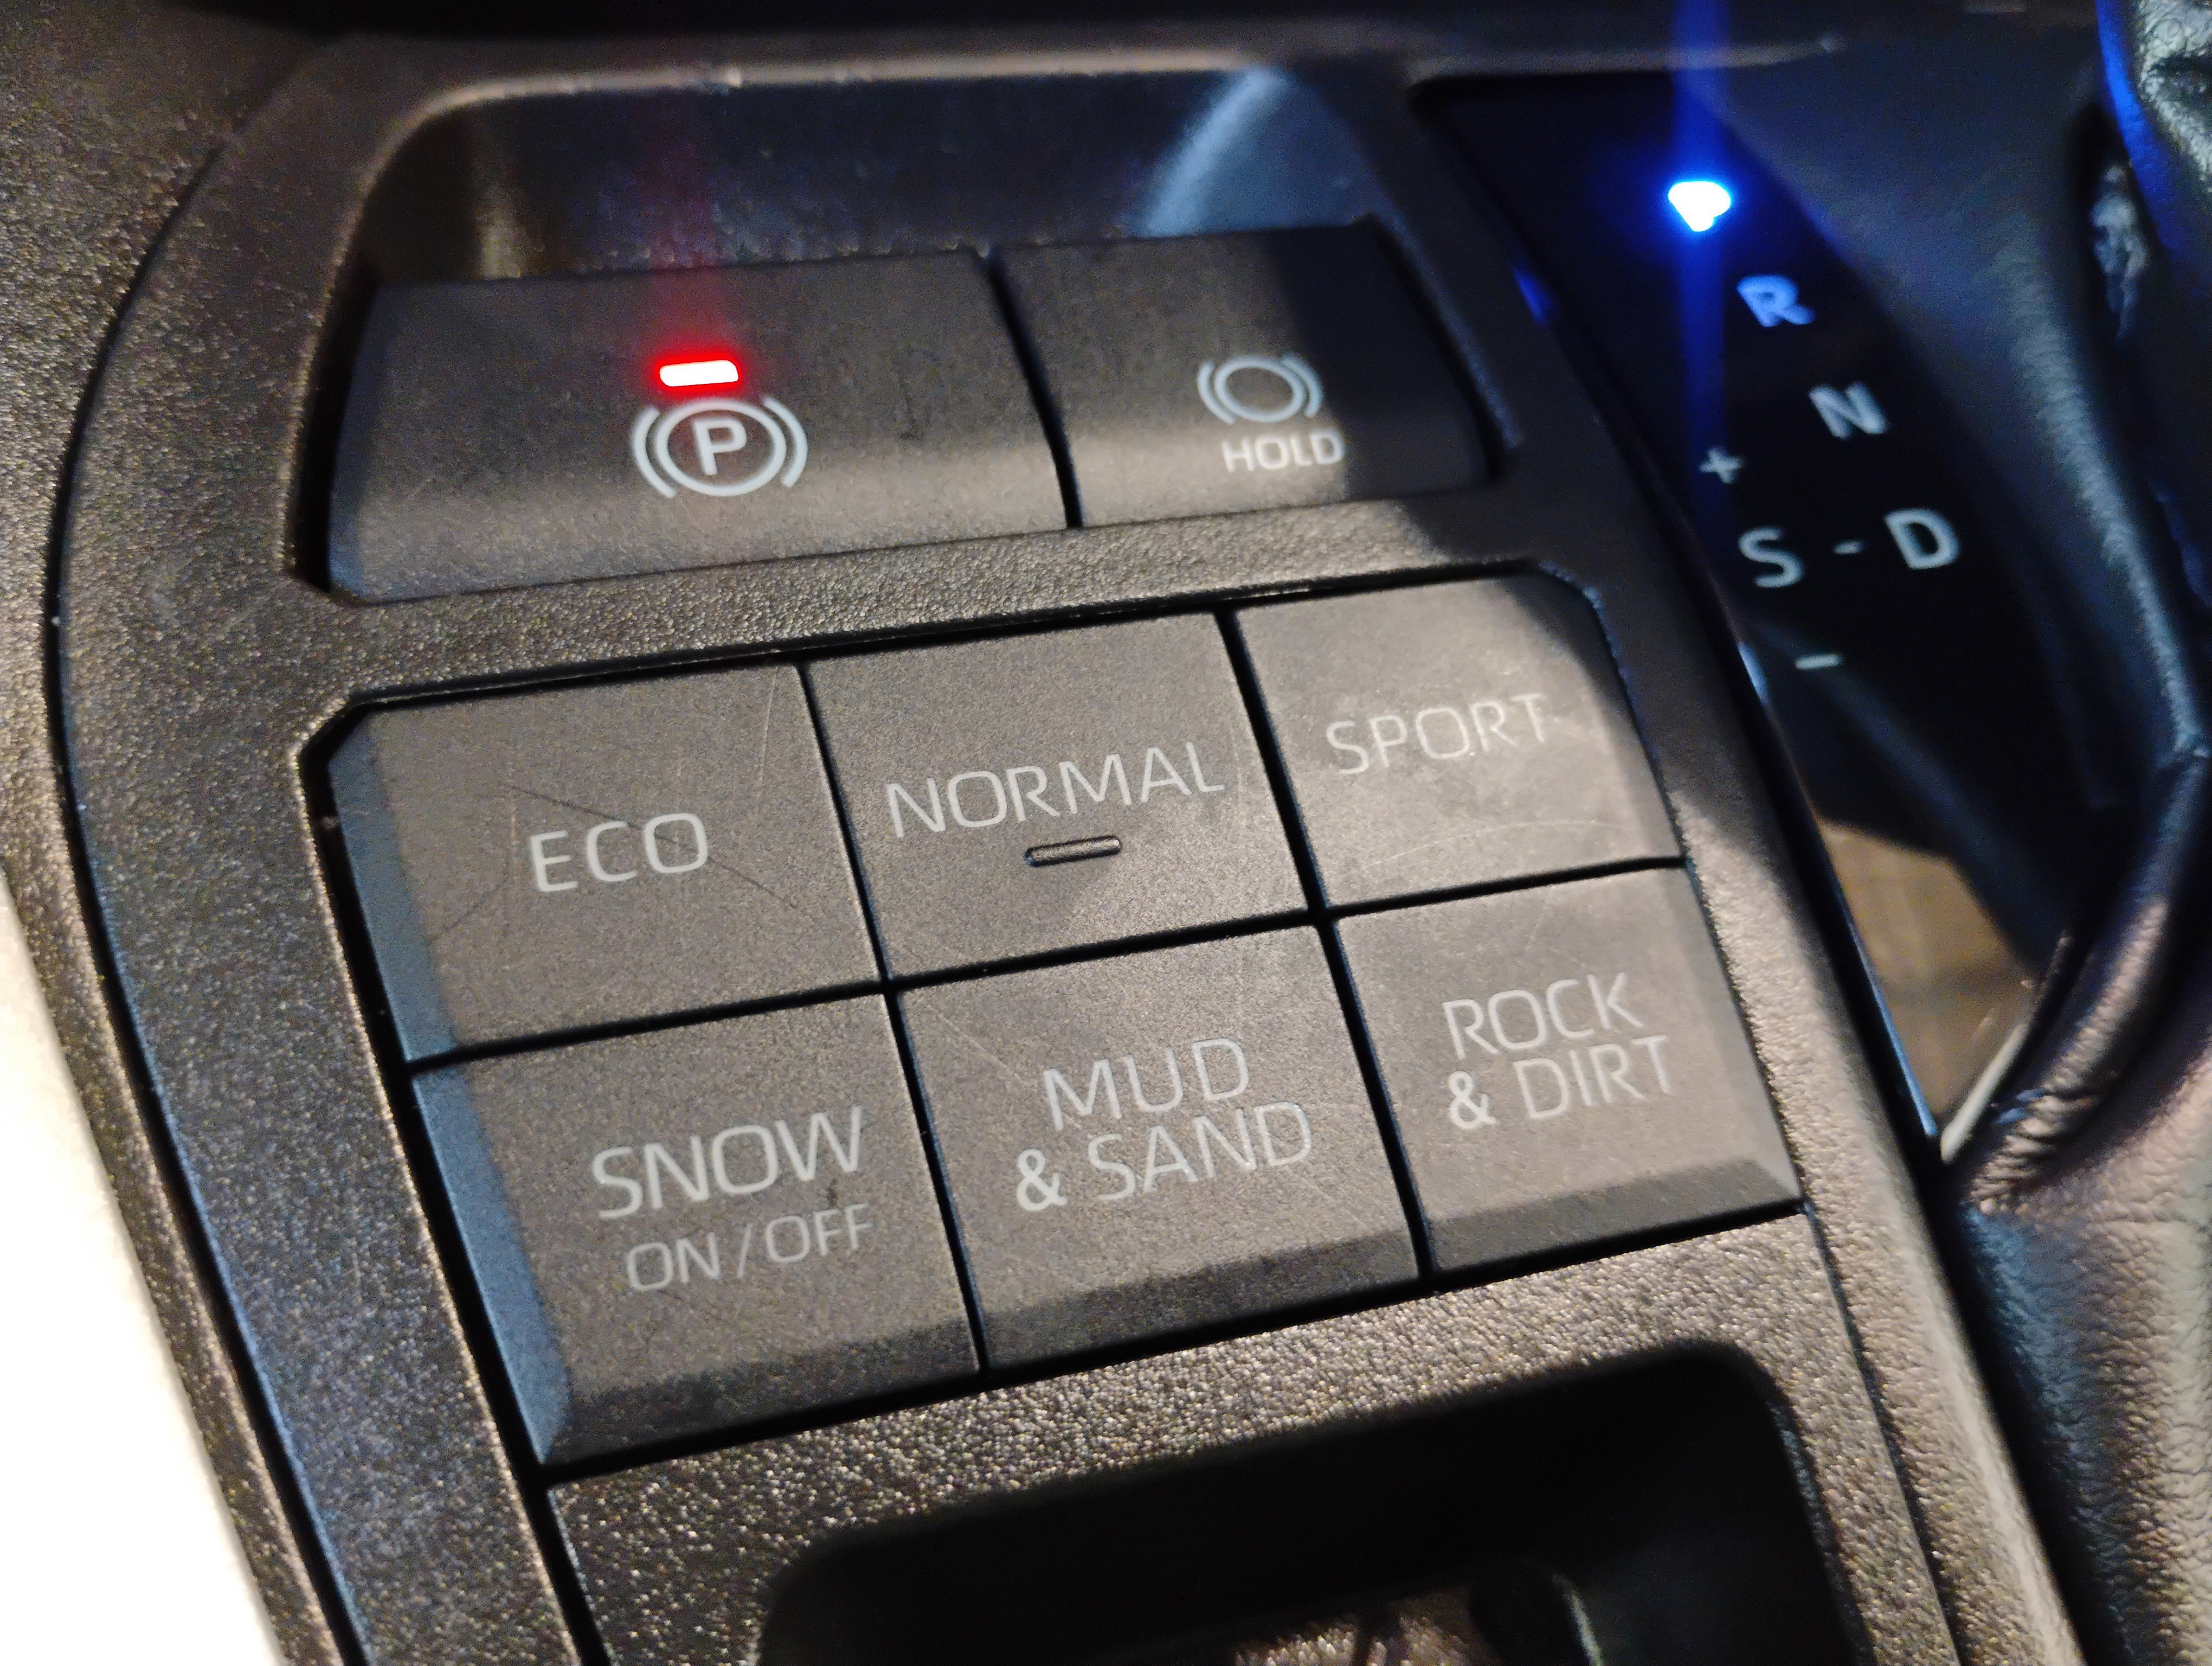 P
HOLD
R
N
+
S - D
-
ECO
NORMAL
SPORT
SNOW
ON/OFF
MUD
& SAND
ROCK
& DIRT